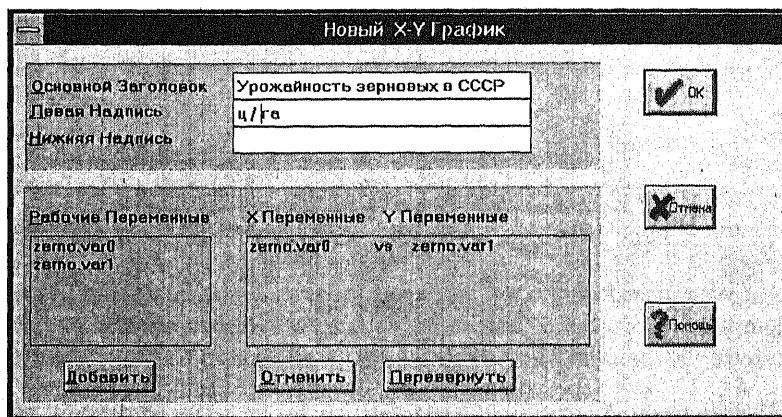 Новый X-Y График
Основной Заголовок Урожайность зерновых в СССР
Левая Надпись ц/га
Нижняя Надпись
OK
Отмена
Рабочие Переменные X Переменные Y Переменные
zerno.var0 zerno.var0 vs zerno.var1
zerno.var1
Помощь
Добавить Отменить Перевернуть